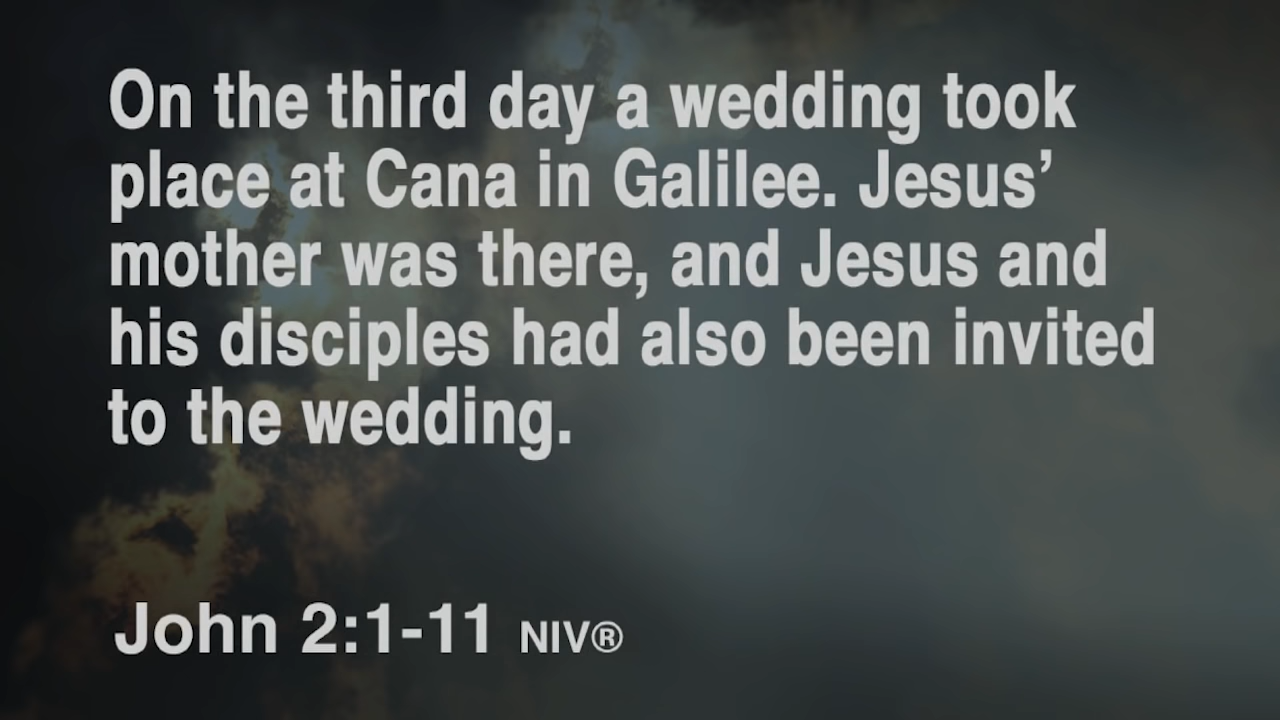 On the third day a wedding took
place at Cana in Galilee. Jesus’
mother was there, and Jesus and
his disciples had also been invited
to the wedding.
John 2:1-11 NIV®